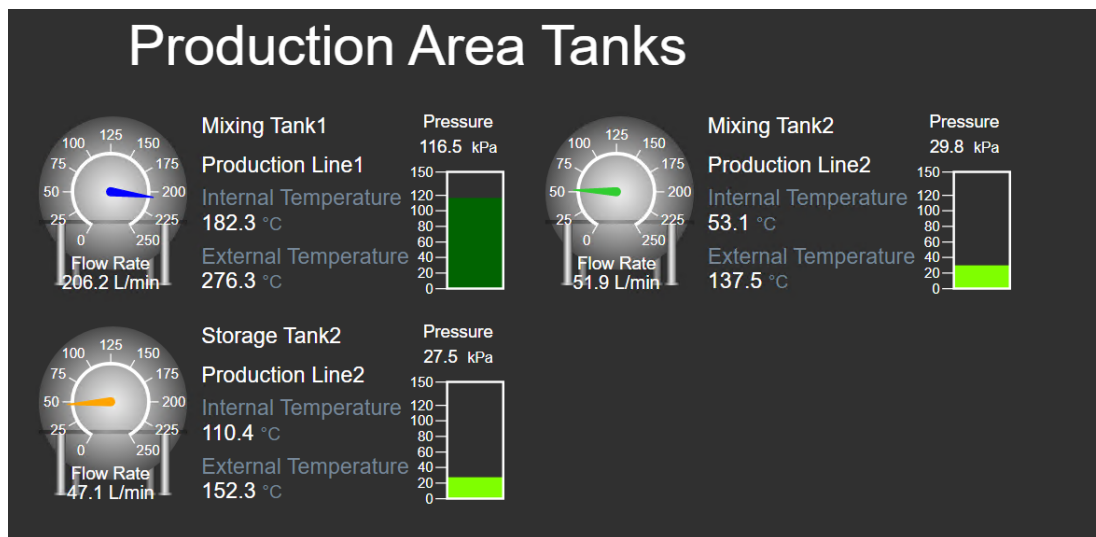 Production Area Tanks
Mixing Tank1
Production Line1
Internal Temperature
182.3 °C
External Temperature
276.3 °C
0
25
50
75
100
125
150
175
200
225
250
Flow Rate
206.2 L/min
Pressure
116.5 kPa
150
120
100
80
60
40
20
0
Mixing Tank2
Production Line2
Internal Temperature
53.1 °C
External Temperature
137.5 °C
0
25
50
75
100
125
150
175
200
225
250
Flow Rate
51.9 L/min
Pressure
29.8 kPa
150
120
100
80
60
40
20
0
Storage Tank2
Production Line2
Internal Temperature
110.4 °C
External Temperature
152.3 °C
0
25
50
75
100
125
150
175
200
225
250
Flow Rate
47.1 L/min
Pressure
27.5 kPa
150
120
100
80
60
40
20
0